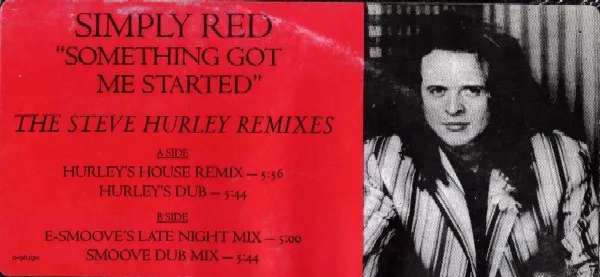 SIMPLY RED
"SOMETHING GOT
ME STARTED"
THE STEVE HURLEY REMIXES
A SIDE
HURLEY'S HOUSE REMIX — 5:56
HURLEY'S DUB — 5:44
B SIDE
E-SMOOVE'S LATE NIGHT MIX — 5:00
SMOOVE DUB MIX — 5:44